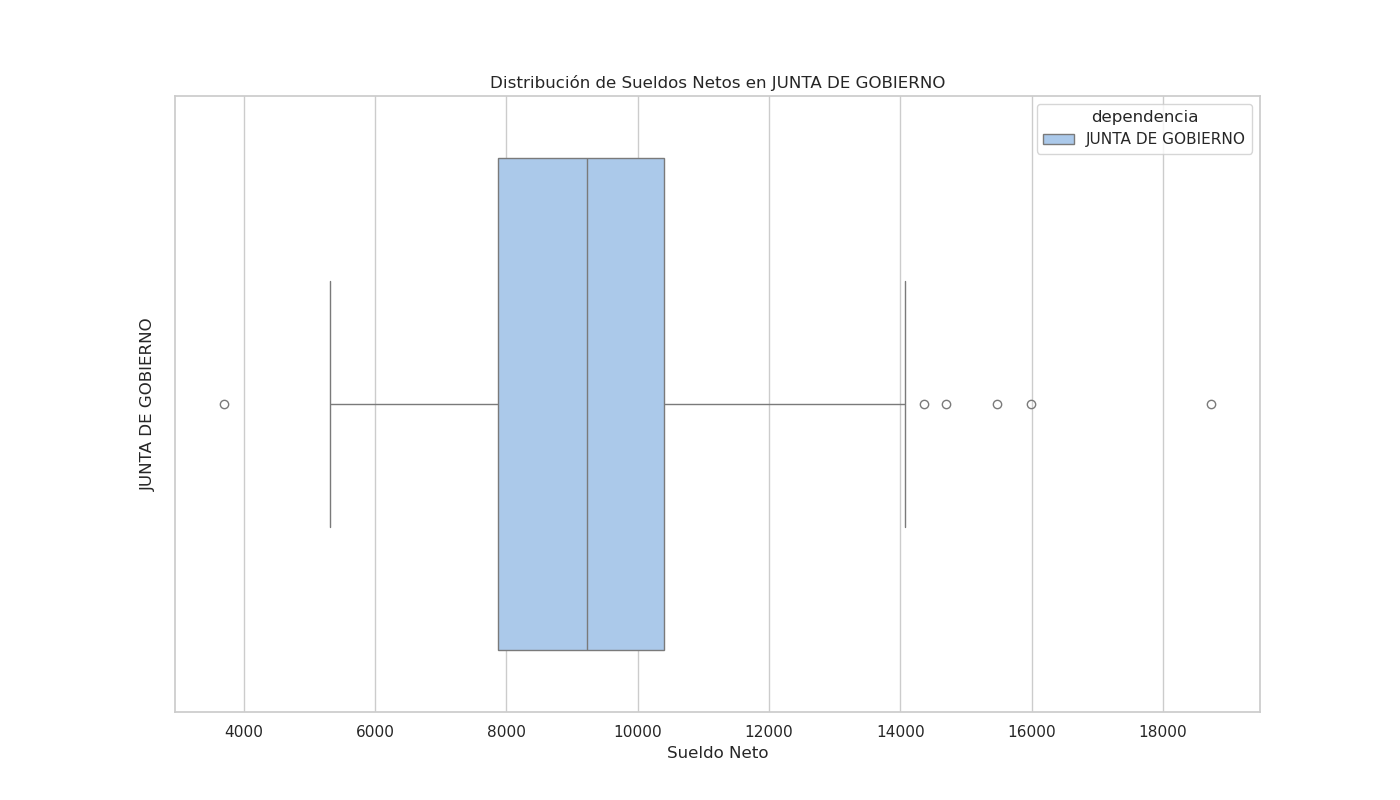 Distribución de Sueldos Netos en JUNTA DE GOBIERNO
dependencia
JUNTA DE GOBIERNO
JUNTA DE GOBIERNO
4000 6000 8000 10000 12000 14000 16000 18000
Sueldo Neto